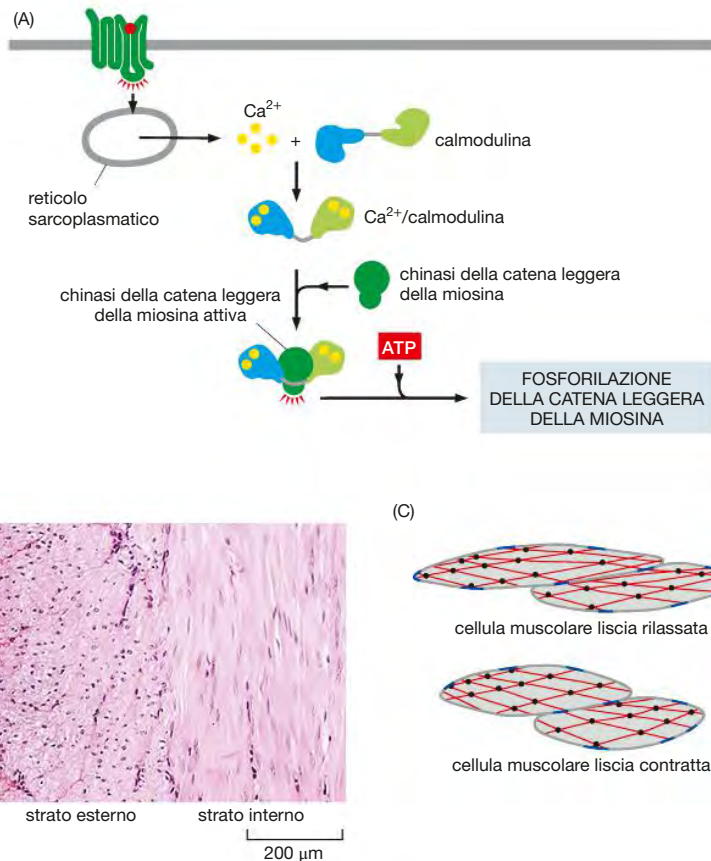 (A)
Ca2+
+
calmodulina
reticolo
sarcoplasmatico
Ca2+/calmodulina
chinasi della catena leggera
della miosina
chinasi della catena leggera
della miosina attiva
ATP
FOSFORILAZIONE
DELLA CATENA LEGGERA
DELLA MIOSINA
strato esterno
strato interno
200 μm
(C)
cellula muscolare liscia rilassata
cellula muscolare liscia contratta